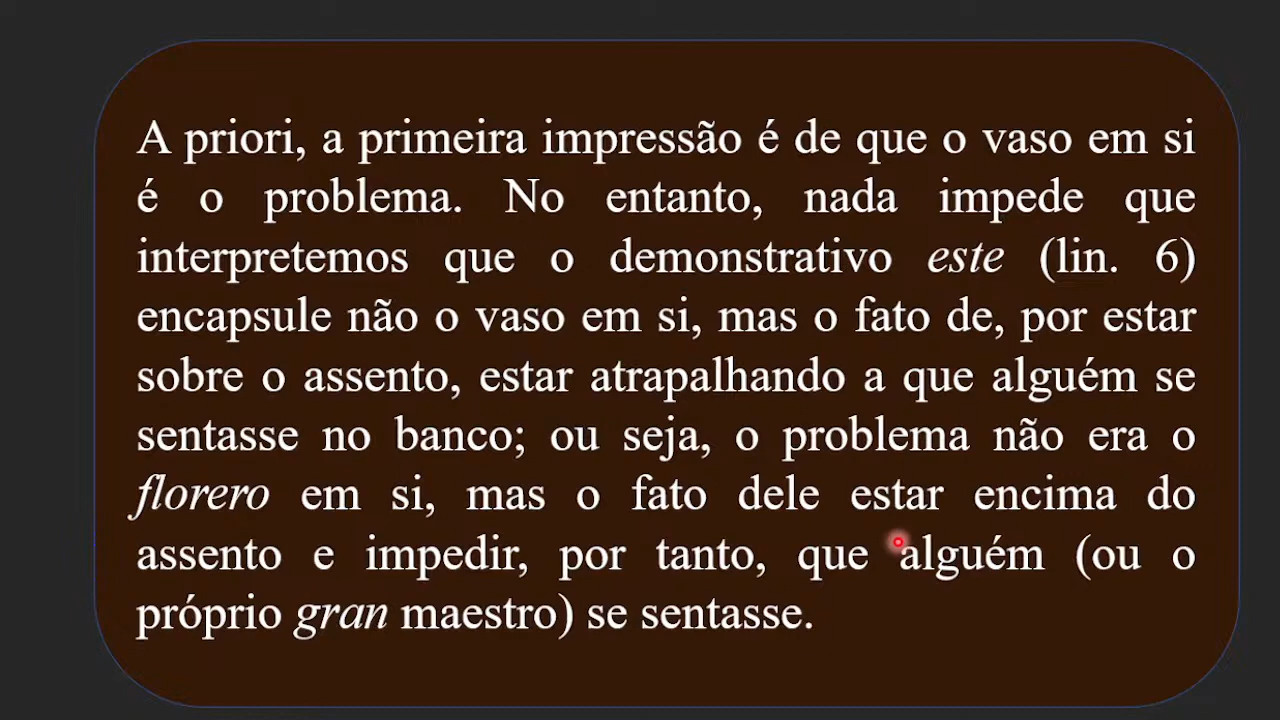 A priori, a primeira impressão é de que o vaso em si
é o problema. No entanto, nada impede que
interpretemos que o demonstrativo este (lin. 6)
encapsule não o vaso em si, mas o fato de, por estar
sobre o assento, estar atrapalhando a que alguém se
sentasse no banco; ou seja, o problema não era o
florero em si, mas o fato dele estar encima do
assento e impedir, por tanto, que alguém (ou o
próprio gran maestro) se sentasse.